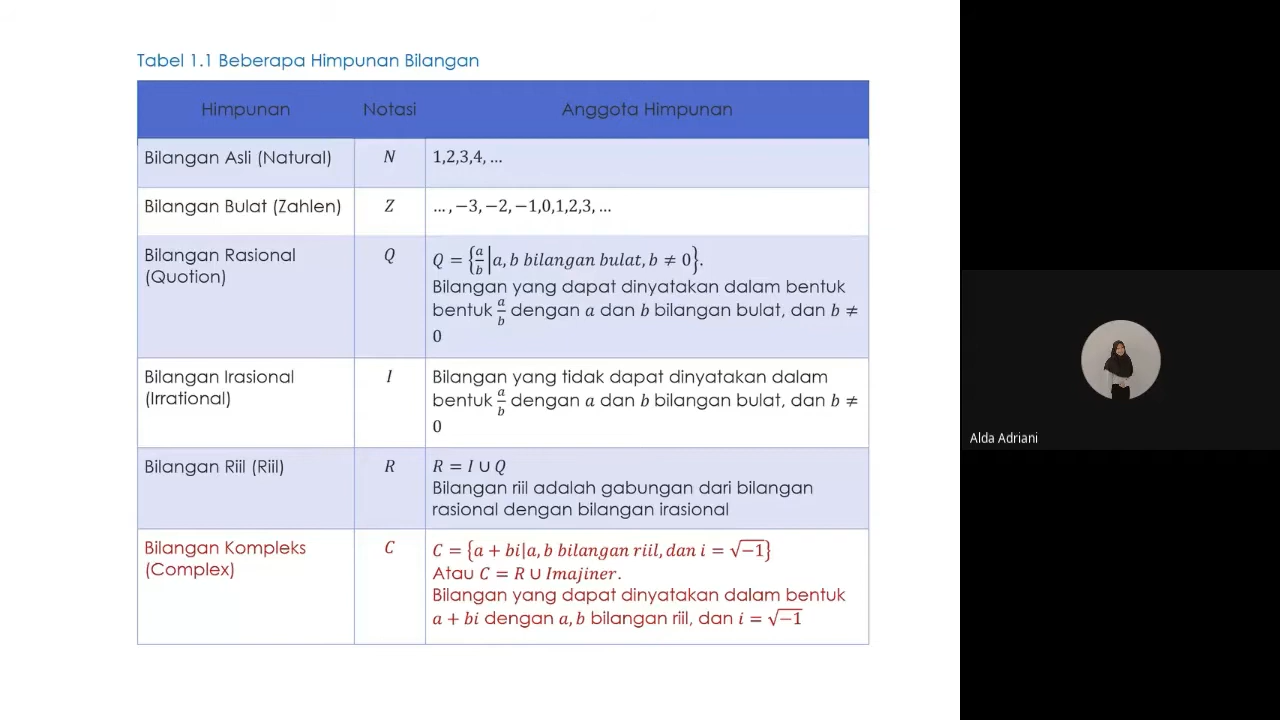 Tabel 1.1 Beberapa Himpunan Bilangan
Himpunan Notasi Anggota Himpunan
Bilangan Asli (Natural) N 1,2,3,4, ...
Bilangan Bulat (Zahlen) Z ... , −3, −2, −1,0,1,2,3, ...
Bilangan Rasional
(Quotion)
Q
Q = {a/b | a, b bilangan bulat, b ≠ 0}.
Bilangan yang dapat dinyatakan dalam bentuk
bentuk a/b dengan a dan b bilangan bulat, dan b ≠
0
Bilangan Irasional
(Irrational)
I
Bilangan yang tidak dapat dinyatakan dalam
bentuk a/b dengan a dan b bilangan bulat, dan b ≠
0
Bilangan Riil (Riil)
R
R = I ∪ Q
Bilangan riil adalah gabungan dari bilangan
rasional dengan bilangan irasional
Bilangan Kompleks
(Complex)
C
C = {a + bi|a, b bilangan riil, dan i = √−1}
Atau C = R ∪ Imajiner.
Bilangan yang dapat dinyatakan dalam bentuk
a + bi dengan a, b bilangan riil, dan i = √−1
Alda Adriani